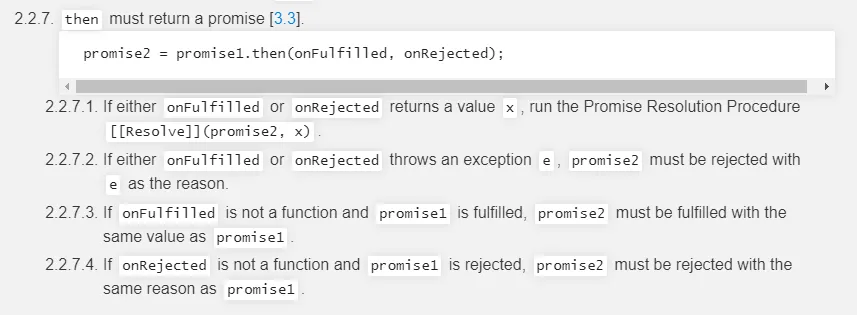 2.2.7. then must return a promise [3.3].
promise2 = promise1.then(onFulfilled, onRejected);
2.2.7.1. If either onFulfilled or onRejected returns a value x , run the Promise Resolution Procedure
[[Resolve]](promise2, x) .
2.2.7.2. If either onFulfilled or onRejected throws an exception e , promise2 must be rejected with
e as the reason.
2.2.7.3. If onFulfilled is not a function and promise1 is fulfilled, promise2 must be fulfilled with the
same value as promise1 .
2.2.7.4. If onRejected is not a function and promise1 is rejected, promise2 must be rejected with the
same reason as promise1 .